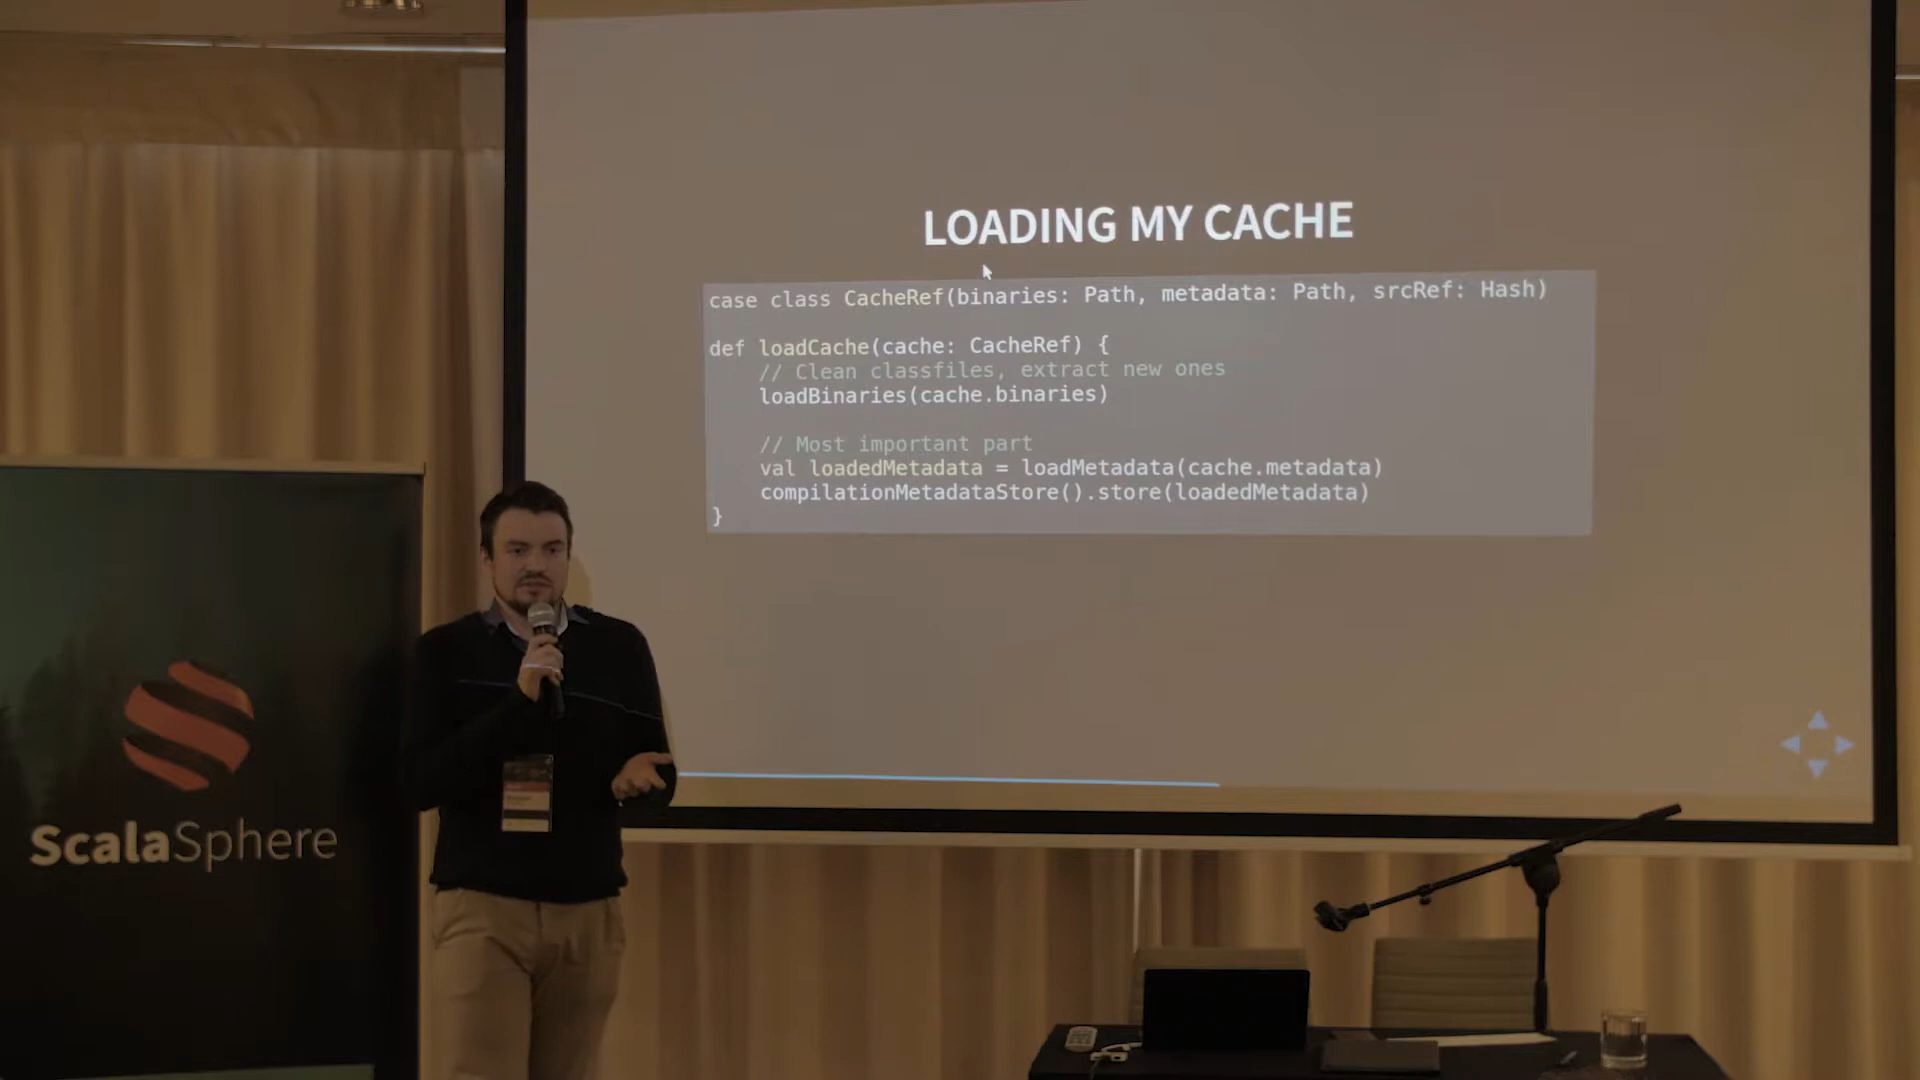 LOADING MY CACHE
case class CacheRef(binaries: Path, metadata: Path, srcRef: Hash)
def loadCache(cache: CacheRef) {
// Clean classfiles, extract new ones
loadBinaries(cache.binaries)
// Most important part
val loadedMetadata = loadMetadata(cache.metadata)
compilationMetadataStore().store(loadedMetadata)
}
ScalaSphere